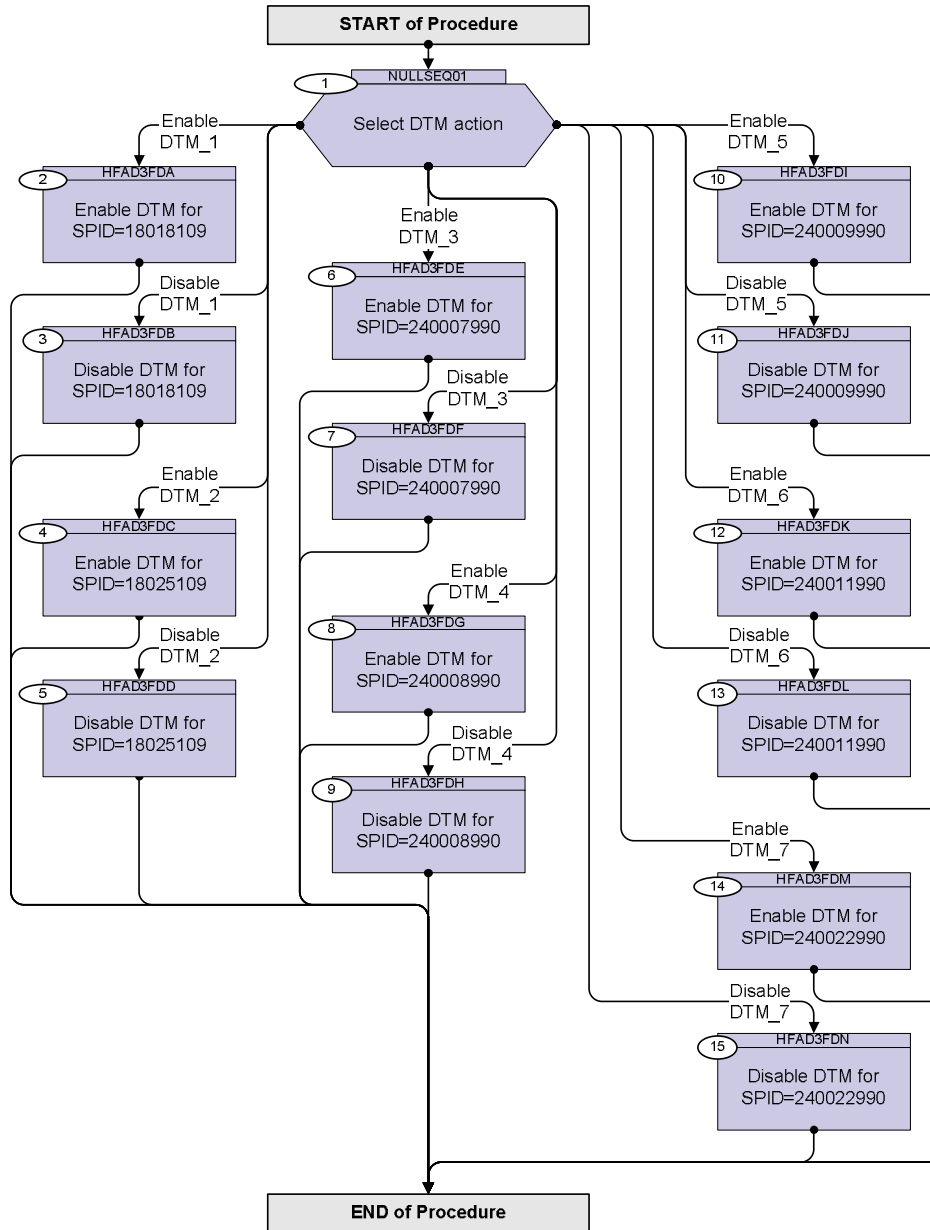 START of Procedure
NULLSEQ01
1
Select DTM action
Enable
DTM_1
HFAD3FDA
2
Enable DTM for
SPID=18018109
Disable
DTM_1
HFAD3FDB
3
Disable DTM for
SPID=18018109
Enable
DTM_2
HFAD3FDC
4
Enable DTM for
SPID=18025109
Disable
DTM_2
HFAD3FDD
5
Disable DTM for
SPID=18025109
Enable
DTM_3
HFAD3FDE
6
Enable DTM for
SPID=240007990
Disable
DTM_3
HFAD3FDF
7
Disable DTM for
SPID=240007990
Enable
DTM_4
HFAD3FDG
8
Enable DTM for
SPID=240008990
Disable
DTM_4
HFAD3FDH
9
Disable DTM for
SPID=240008990
Enable
DTM_5
HFAD3FDI
10
Enable DTM for
SPID=240009990
Disable
DTM_5
HFAD3FDJ
11
Disable DTM for
SPID=240009990
Enable
DTM_6
HFAD3FDK
12
Enable DTM for
SPID=240011990
Disable
DTM_6
HFAD3FDL
13
Disable DTM for
SPID=240011990
Enable
DTM_7
HFAD3FDM
14
Enable DTM for
SPID=240022990
Disable
DTM_7
HFAD3FDN
15
Disable DTM for
SPID=240022990
END of Procedure